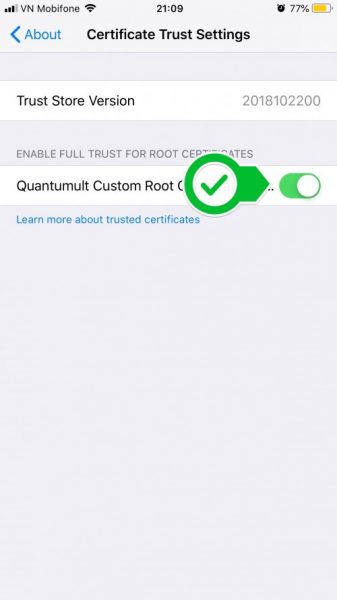 VN Mobifone 21:09 77%
About Certificate Trust Settings
Trust Store Version 2018102200
ENABLE FULL TRUST FOR ROOT CERTIFICATES
Quantumult Custom Root
Learn more about trusted certificates